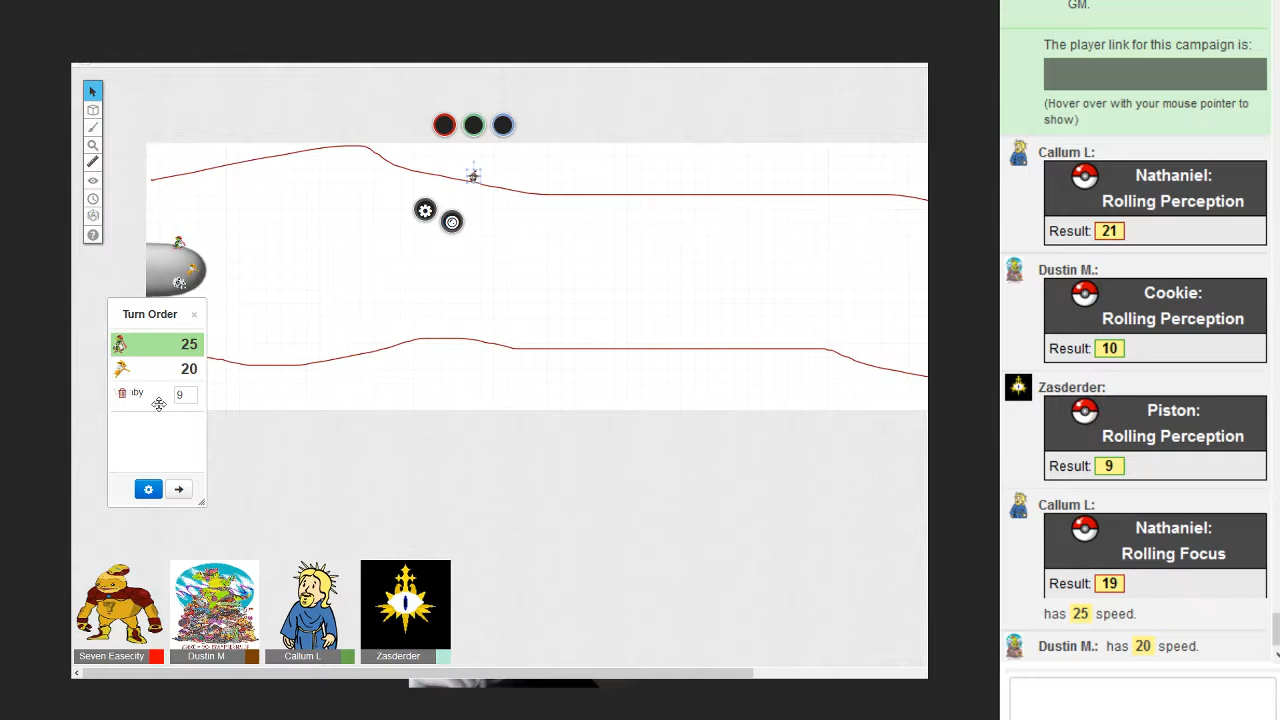 GM.
The player link for this campaign is:
(Hover over with your mouse pointer to
show)
Callum L:
Nathaniel:
Rolling Perception
Result: 21
Dustin M.:
Cookie:
Rolling Perception
Result: 10
Zasderder:
Piston:
Rolling Perception
Result: 9
Callum L:
Nathaniel:
Rolling Focus
Result: 19
has 25 speed.
Dustin M.: has 20 speed.
Turn Order
25
20
by 9
Seven Easecity
Dustin M.
Callum L
Zasderder